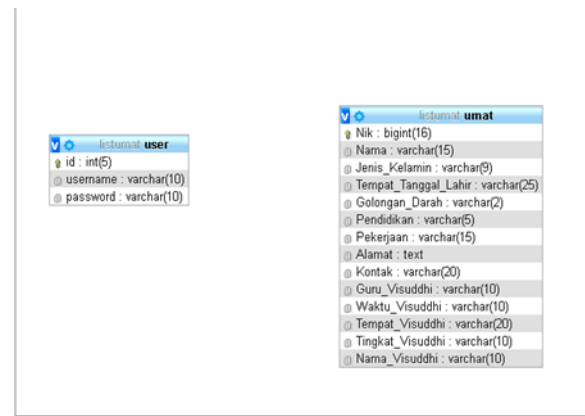 v listumat user
id : int(5)
username : varchar(10)
password : varchar(10)
v listumat umat
Nik : bigint(16)
Nama : varchar(15)
Jenis_Kelamin : varchar(9)
Tempat_Tanggal_Lahir : varchar(25)
Golongan_Darah : varchar(2)
Pendidikan : varchar(5)
Pekerjaan : varchar(15)
Alamat : text
Kontak : varchar(20)
Guru_Visuddhi : varchar(10)
Waktu_Visuddhi : varchar(10)
Tempat_Visuddhi : varchar(20)
Tingkat_Visuddhi : varchar(10)
Nama_Visuddhi : varchar(10)